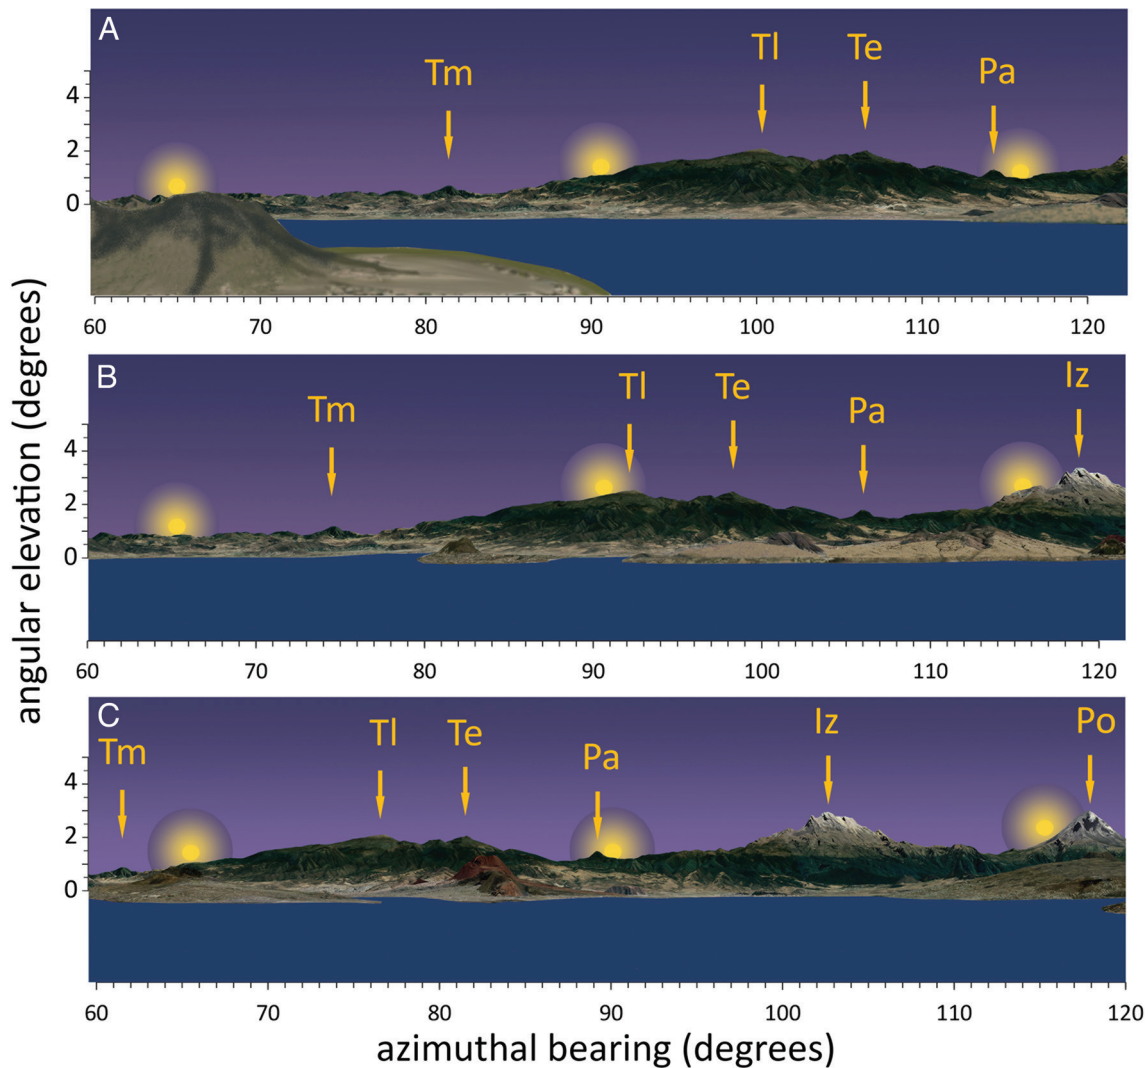 A
Tm
Tl
Te
Pa
4
2
0
60 70 80 90 100 110 120
B
Tm
Tl
Te
Pa
Iz
4
2
0
60 70 80 90 100 110 120
C
Tm
Tl
Te
Pa
Iz
Po
4
2
0
60 70 80 90 100 110 120
angular elevation (degrees)
azimuthal bearing (degrees)